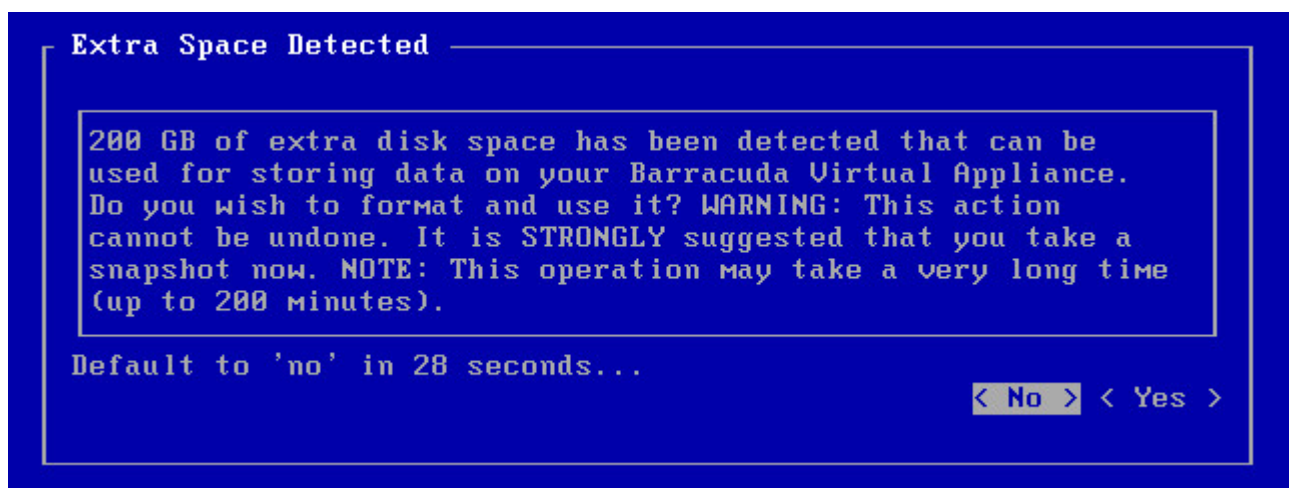 Extra Space Detected
200 GB of extra disk space has been detected that can be
used for storing data on your Barracuda Virtual Appliance.
Do you wish to format and use it? WARNING: This action
cannot be undone. It is STRONGLY suggested that you take a
snapshot now. NOTE: This operation may take a very long time
(up to 200 minutes).
Default to 'no' in 28 seconds...
< No > < Yes >